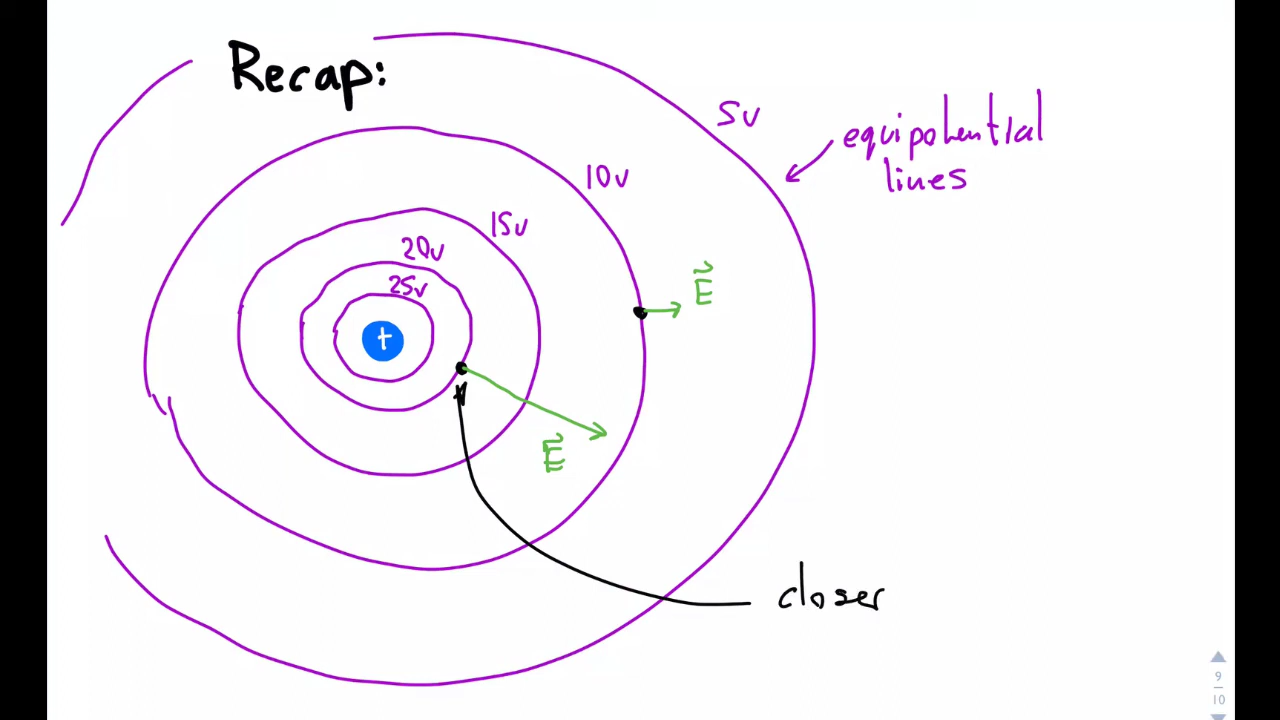 Recap:
5v
equipotential
lines
10v
15v
20v
25v
+
E⃗
E⃗
closer
9
10